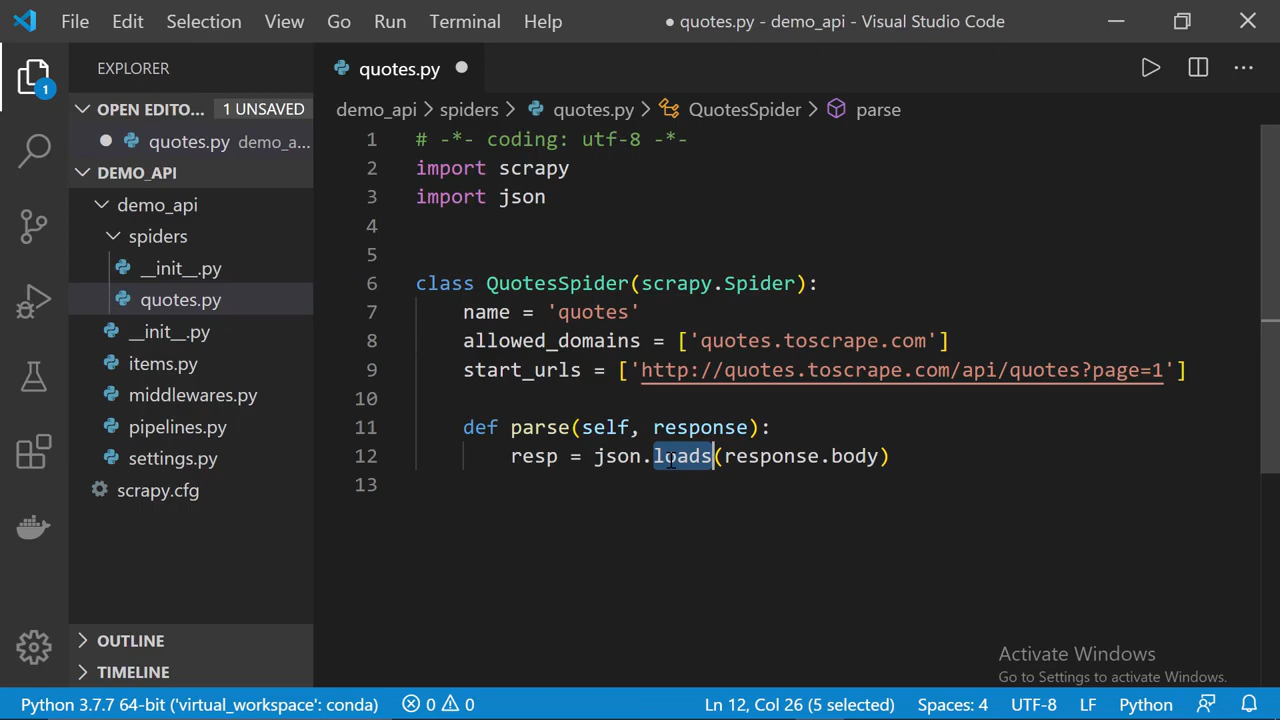 File Edit Selection View Go Run Terminal Help ● quotes.py - demo_api - Visual Studio Code
EXPLORER
quotes.py
OPEN EDITO... 1 UNSAVED
demo_api > spiders > quotes.py > QuotesSpider > parse
quotes.py demo_a...
DEMO_API
demo_api
spiders
__init__.py
quotes.py
__init__.py
items.py
middlewares.py
pipelines.py
settings.py
scrapy.cfg
OUTLINE
TIMELINE
1
1 # -*- coding: utf-8 -*-
2 import scrapy
3 import json
4
5
6 class QuotesSpider(scrapy.Spider):
7     name = 'quotes'
8     allowed_domains = ['quotes.toscrape.com']
9     start_urls = ['http://quotes.toscrape.com/api/quotes?page=1']
10
11     def parse(self, response):
12         resp = json.loads(response.body)
13
Activate Windows
Go to Settings to activate Windows.
Python 3.7.7 64-bit ('virtual_workspace': conda) 0 0 Ln 12, Col 26 (5 selected) Spaces: 4 UTF-8 LF Python